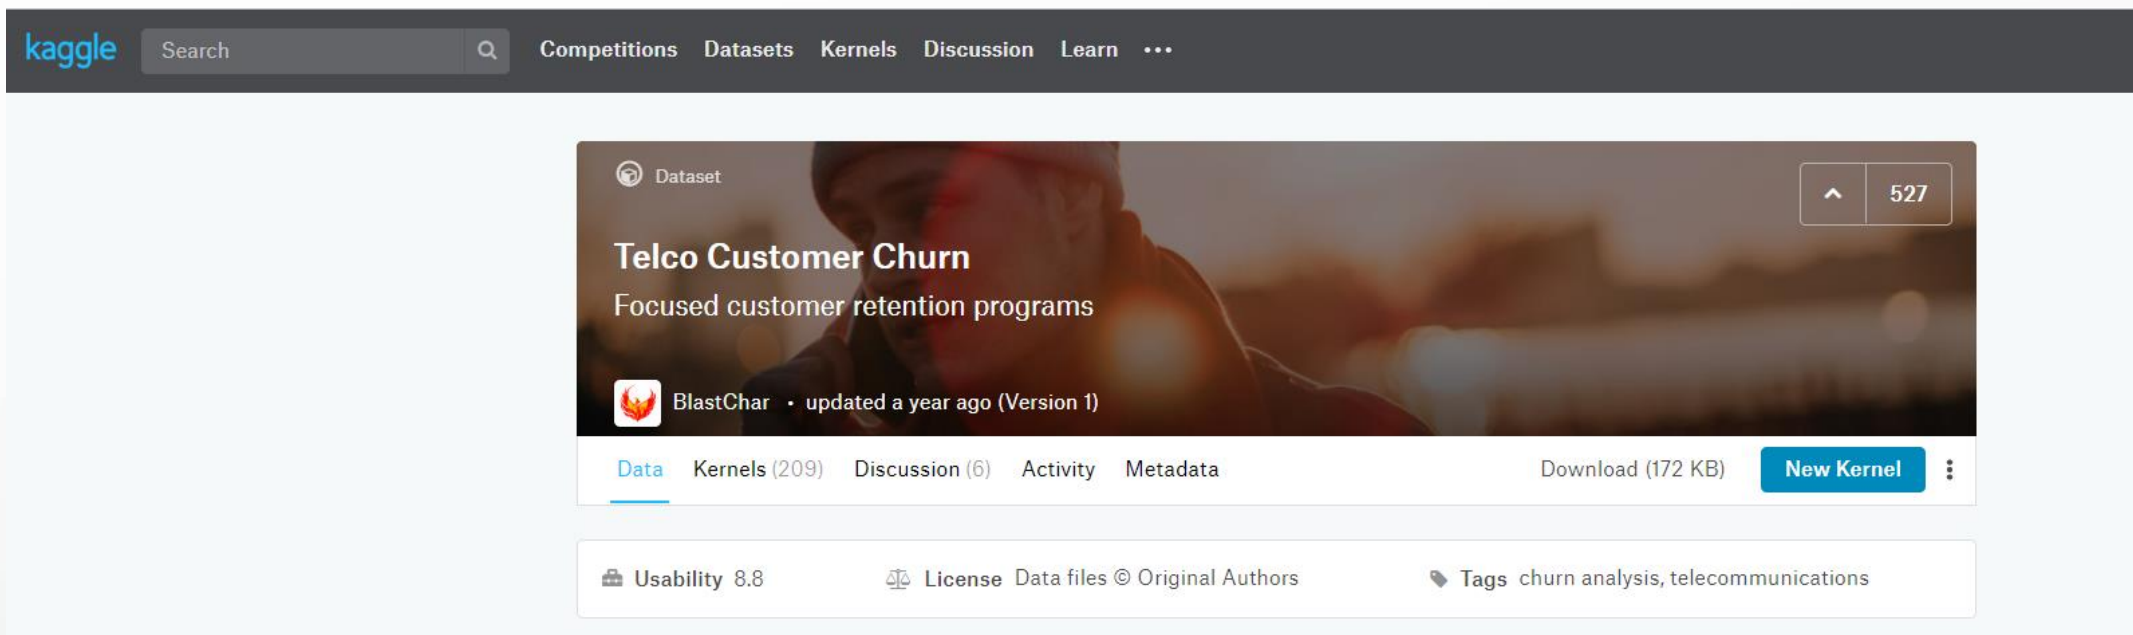 kaggle Search Competitions Datasets Kernels Discussion Learn •••
Dataset
527
Telco Customer Churn
Focused customer retention programs
BlastChar • updated a year ago (Version 1)
Data Kernels (209) Discussion (6) Activity Metadata Download (172 KB) New Kernel
Usability 8.8 License Data files © Original Authors Tags churn analysis, telecommunications